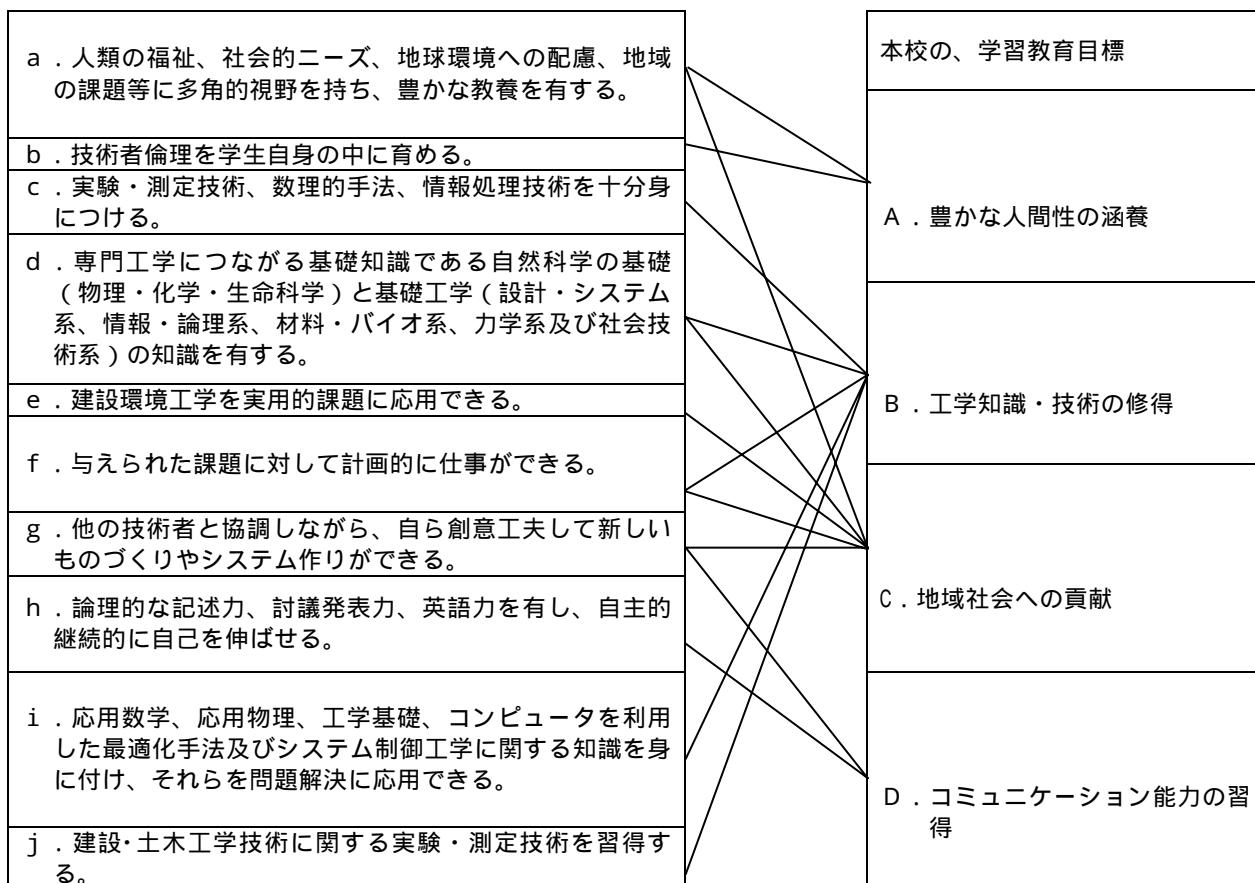 a．人類の福祉、社会的ニーズ、地球環境への配慮、地域
の課題等に多角的視野を持ち、豊かな教養を有する。
b．技術者倫理を学生自身の中に育める。
c．実験・測定技術、数理的手法、情報処理技術を十分身
につける。
d．専門工学につながる基礎知識である自然科学の基礎
（物理・化学・生命科学）と基礎工学（設計・システム
系、情報・論理系、材料・バイオ系、力学系及び社会技
術系）の知識を有する。
e．建設環境工学を実用的課題に応用できる。
f．与えられた課題に対して計画的に仕事ができる。
g．他の技術者と協調しながら、自ら創意工夫して新しい
ものづくりやシステム作りができる。
h．論理的な記述力、討議発表力、英語力を有し、自主的
継続的に自己を伸ばせる。
i．応用数学、応用物理、工学基礎、コンピュータを利用
した最適化手法及びシステム制御工学に関する知識を身
に付け、それらを問題解決に応用できる。
j．建設・土木工学技術に関する実験・測定技術を習得す
る。
本校の、学習教育目標
A．豊かな人間性の涵養
B．工学知識・技術の修得
C．地域社会への貢献
D．コミュニケーション能力の習
得